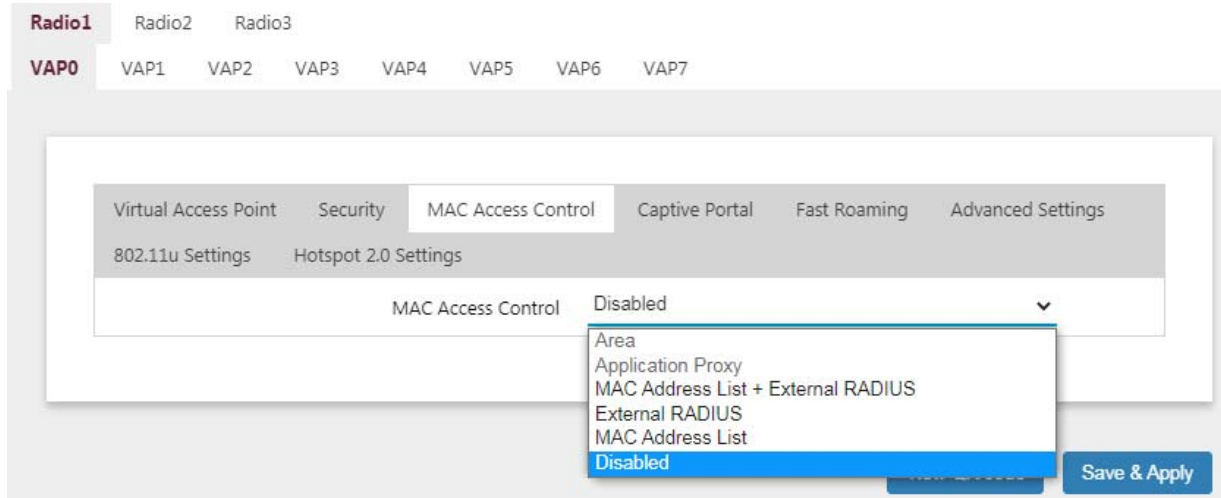 Radio1 Radio2 Radio3
VAP0 VAP1 VAP2 VAP3 VAP4 VAP5 VAP6 VAP7
Virtual Access Point Security MAC Access Control Captive Portal Fast Roaming Advanced Settings
802.11u Settings Hotspot 2.0 Settings
MAC Access Control Disabled
Area
Application Proxy
MAC Address List + External RADIUS
External RADIUS
MAC Address List
Disabled
Save & Apply